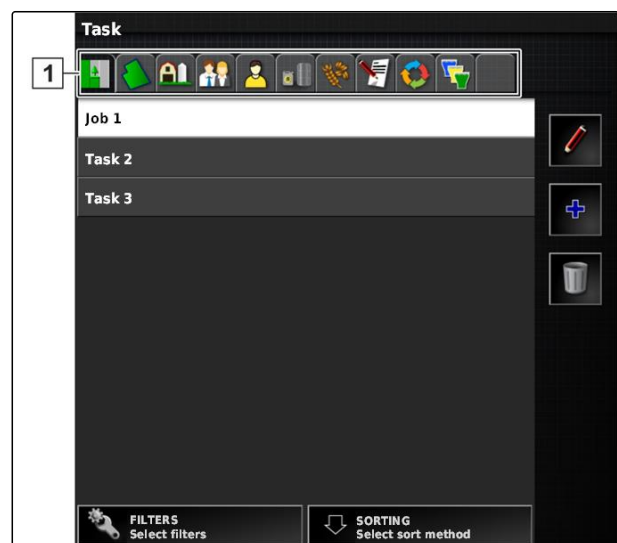 Task
1
Job 1
Task 2
Task 3
FILTERS
Select filters
SORTING
Select sort method